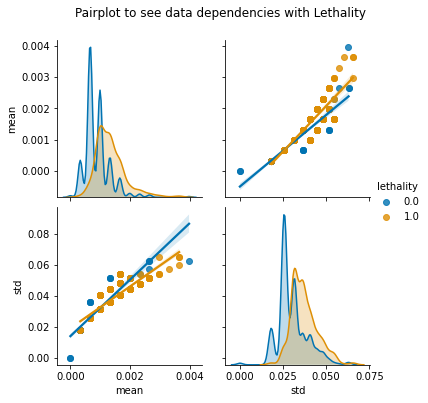 Pairplot to see data dependencies with Lethality
0.004
0.003
0.002
0.001
0.000
mean
lethality
0.0
1.0
0.08
0.06
0.04
0.02
0.00
std
0.000 0.002 0.004
mean
0.000 0.025 0.050 0.075
std